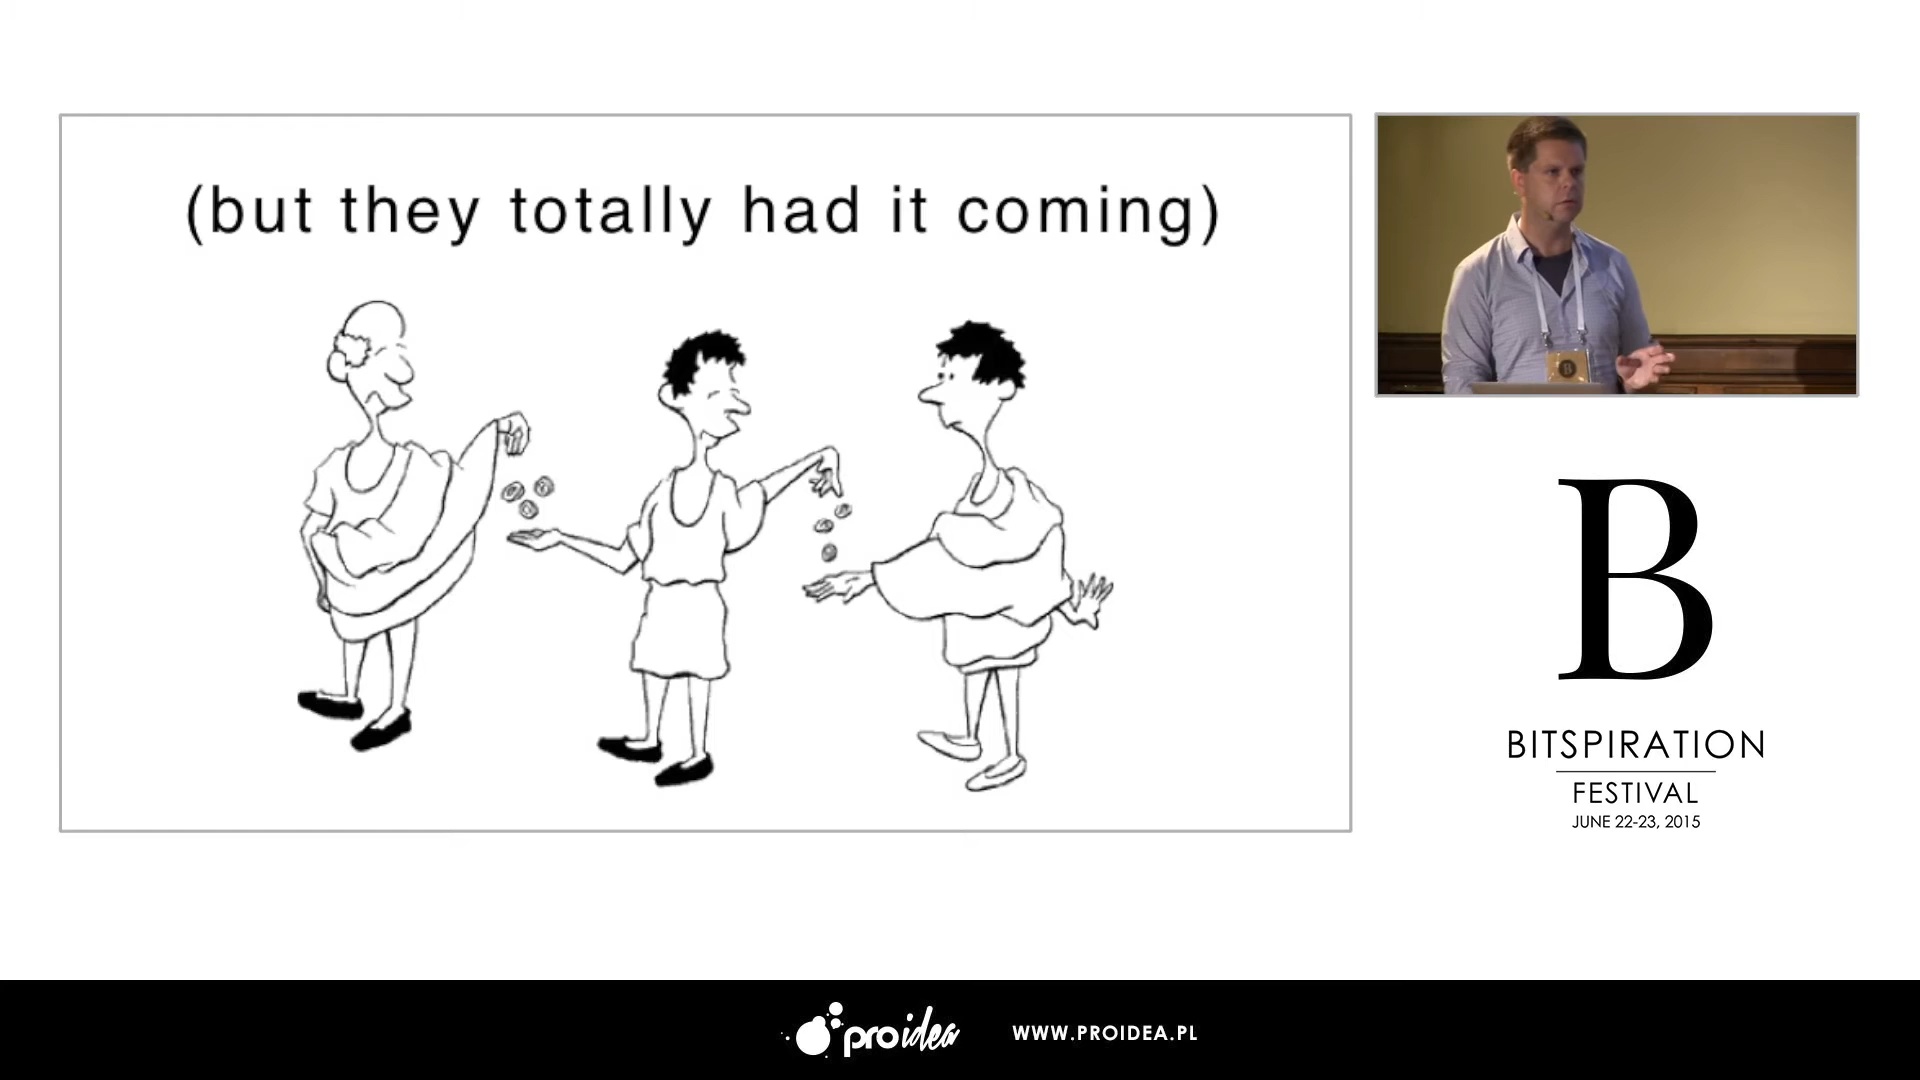 (but they totally had it coming)
B
BITSPIRATION
FESTIVAL
JUNE 22-23, 2015
proidea
WWW.PROIDEA.PL